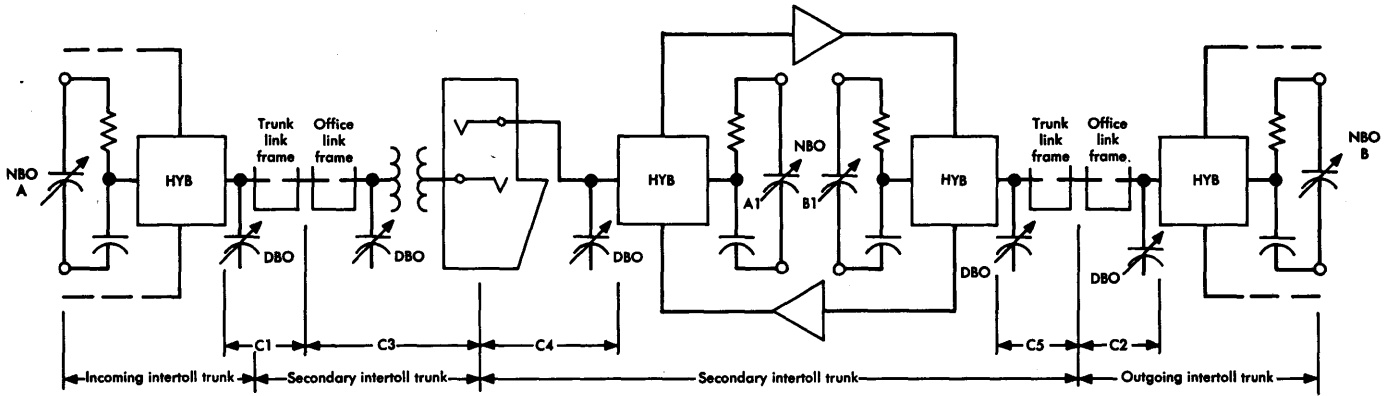 Trunk
link
frame
Office
link
frame
Trunk
link
frame
Office
link
frame.
NBO
A
HYB
HYB
A1
NBO
B1
HYB
HYB
NBO
B
DBO
DBO
DBO
DBO
DBO
C1
C3
C4
C5
C2
Incoming intertoll trunk
Secondary intertoll trunk
Secondary intertoll trunk
Outgoing intertoll trunk